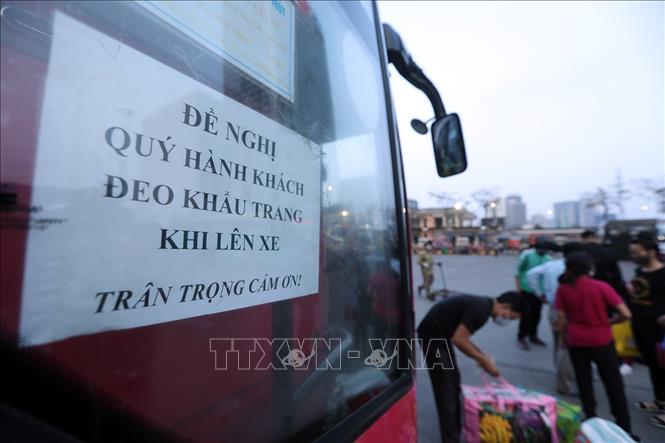 ĐỀ NGHỊ
QUÝ HÀNH KHÁCH
ĐEO KHẨU TRANG
KHI LÊN XE
TRÂN TRỌNG CẢM ƠN!
TTXVN-VNA